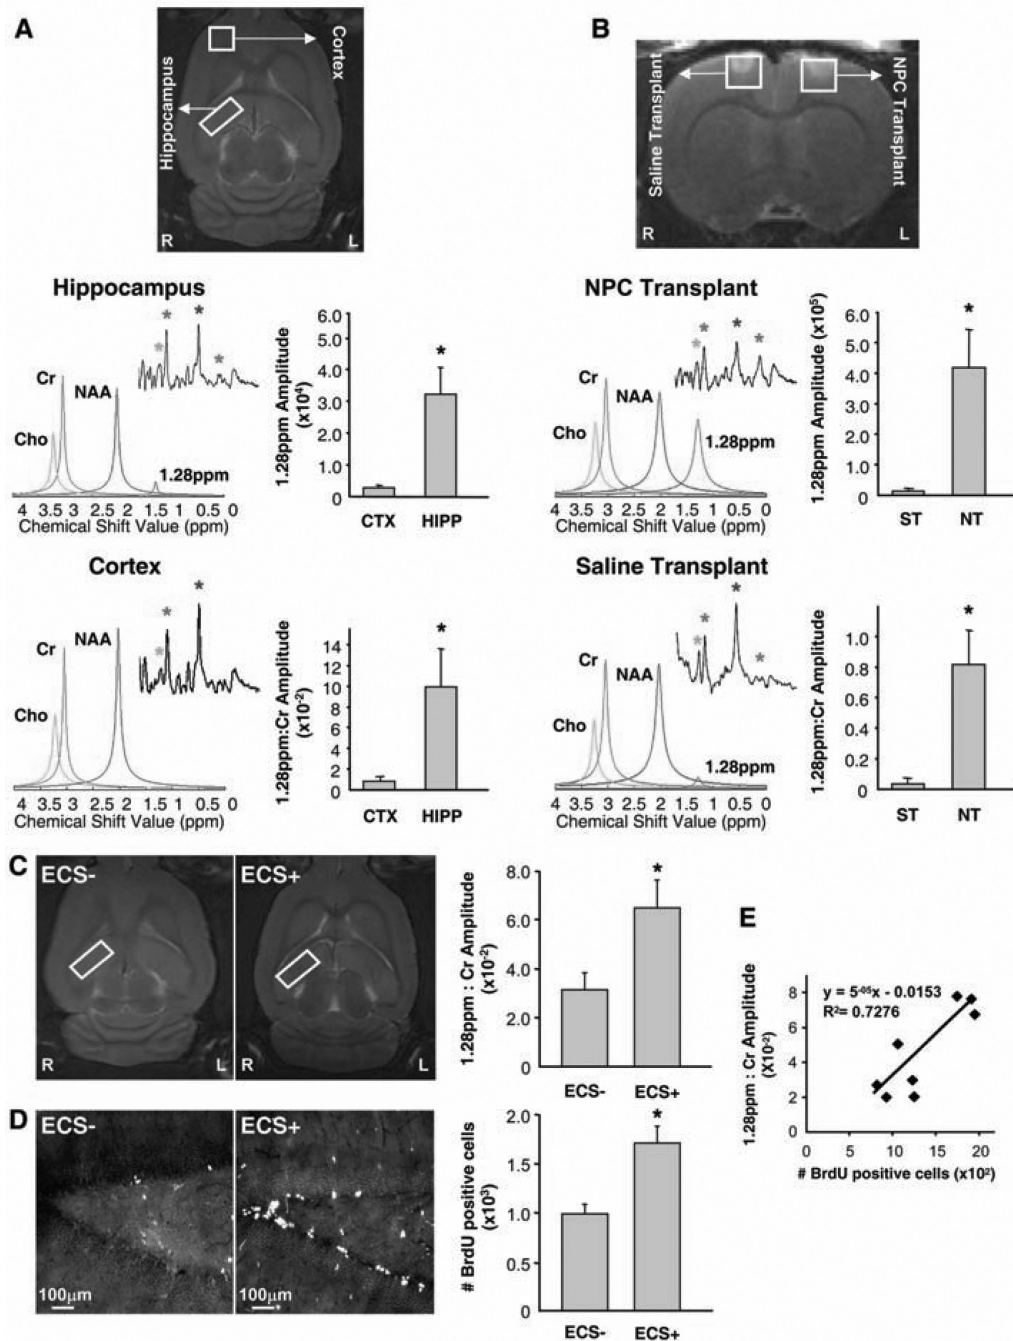 A
Hippocampus
Cortex
R
L
B
Saline Transplant
NPC Transplant
R
L
Hippocampus
*
*
*
*
Cr
NAA
Cho
1.28ppm
4 3.5 3 2.5 2 1.5 1 0.5 0
Chemical Shift Value (ppm)
1.28ppm Amplitude
(x10⁴)
6.0
5.0
4.0
3.0
2.0
1.0
0
*
CTX HIPP
NPC Transplant
*
*
*
*
Cr
NAA
Cho
1.28ppm
4 3.5 3 2.5 2 1.5 1 0.5 0
Chemical Shift Value (ppm)
1.28ppm Amplitude (x10⁵)
6.0
5.0
4.0
3.0
2.0
1.0
0
*
ST NT
Cortex
*
*
*
Cr
NAA
Cho
4 3.5 3 2.5 2 1.5 1 0.5 0
Chemical Shift Value (ppm)
1.28ppm:Cr Amplitude
(x10⁻²)
14
12
10
8
6
4
2
0
*
CTX HIPP
Saline Transplant
*
*
*
*
Cr
NAA
Cho
1.28ppm
4 3.5 3 2.5 2 1.5 1 0.5 0
Chemical Shift Value (ppm)
1.28ppm:Cr Amplitude
1.0
0.8
0.6
0.4
0.2
0
*
ST NT
C
ECS-
R
L
ECS+
R
L
1.28ppm : Cr Amplitude
(x10⁻²)
8.0
6.0
4.0
2.0
0
*
ECS- ECS+
D
ECS-
100μm
ECS+
100μm
# BrdU positive cells
(x10³)
2.0
1.5
1.0
0.5
0
*
ECS- ECS+
E
1.28ppm : Cr Amplitude
(X10⁻²)
8
6
4
2
0
y = 5⁻⁰⁵x - 0.0153
R²= 0.7276
0 5 10 15 20
# BrdU positive cells (x10²)